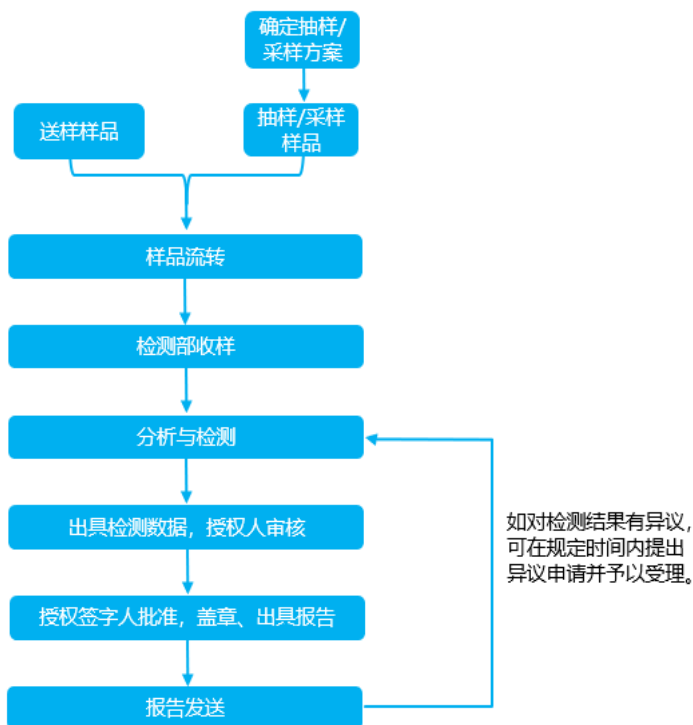 确定抽样/
采样方案
送样样品
抽样/采样
样品
样品流转
检测部收样
分析与检测
出具检测数据，授权人审核
如对检测结果有异议，
可在规定时间内提出
异议申请并予以受理。
授权签字人批准，盖章、出具报告
报告发送